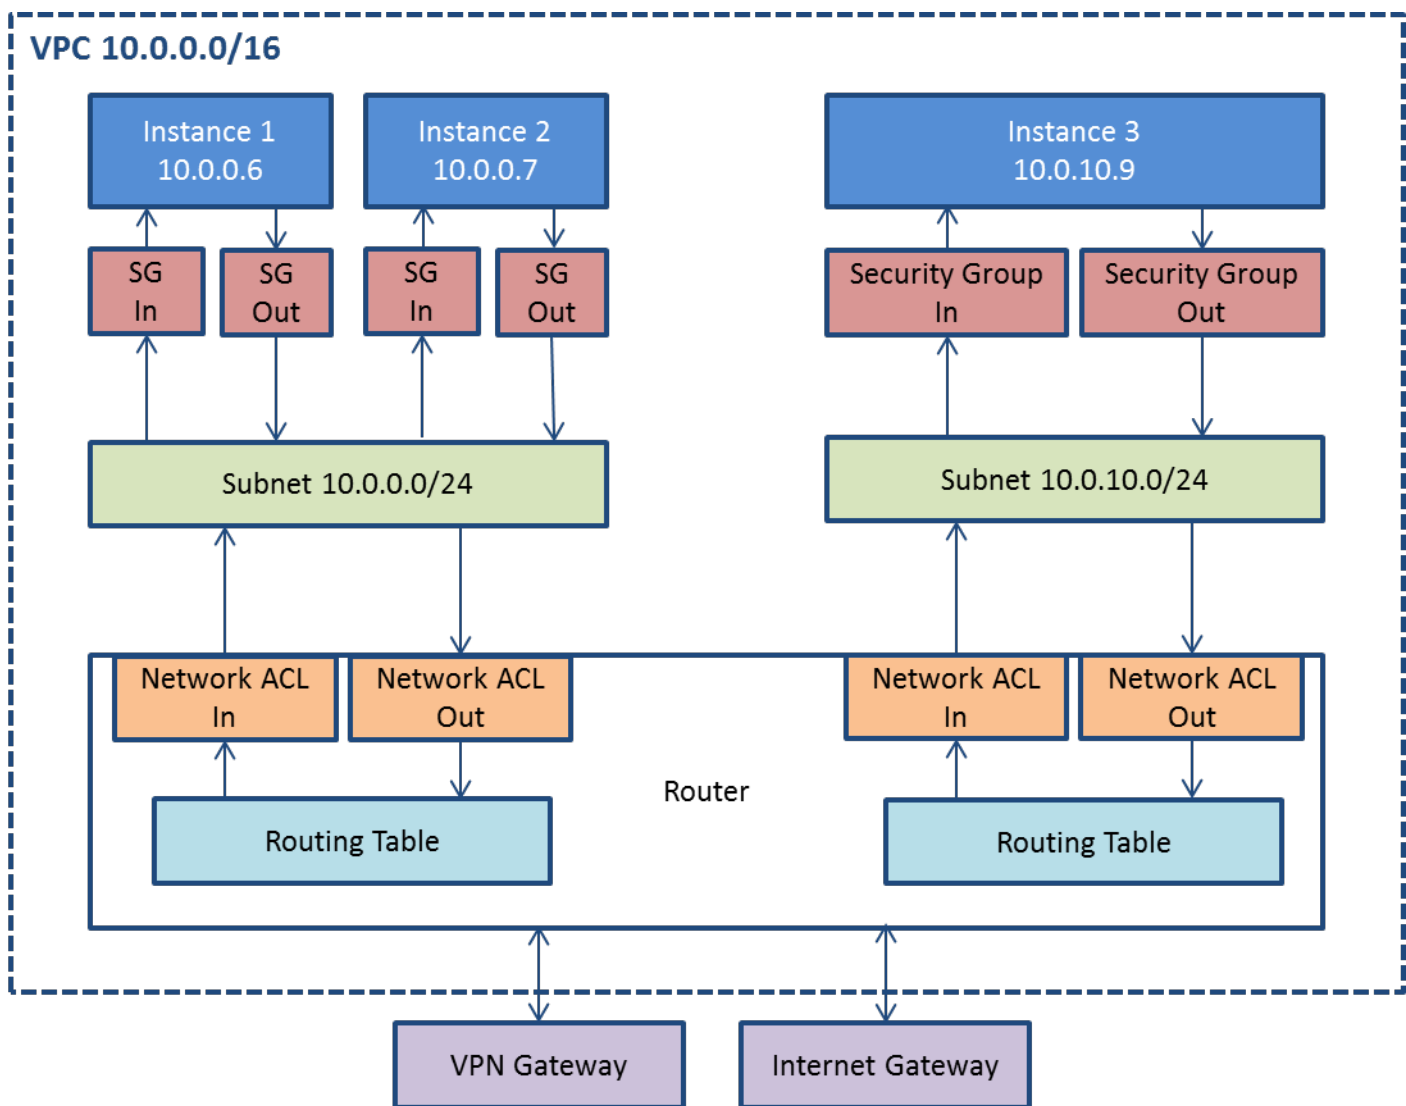 VPC 10.0.0.0/16
Instance 1
10.0.0.6
Instance 2
10.0.0.7
Instance 3
10.0.10.9
SG
In
SG
Out
SG
In
SG
Out
Security Group
In
Security Group
Out
Subnet 10.0.0.0/24
Subnet 10.0.10.0/24
Network ACL
In
Network ACL
Out
Network ACL
In
Network ACL
Out
Router
Routing Table
Routing Table
VPN Gateway
Internet Gateway